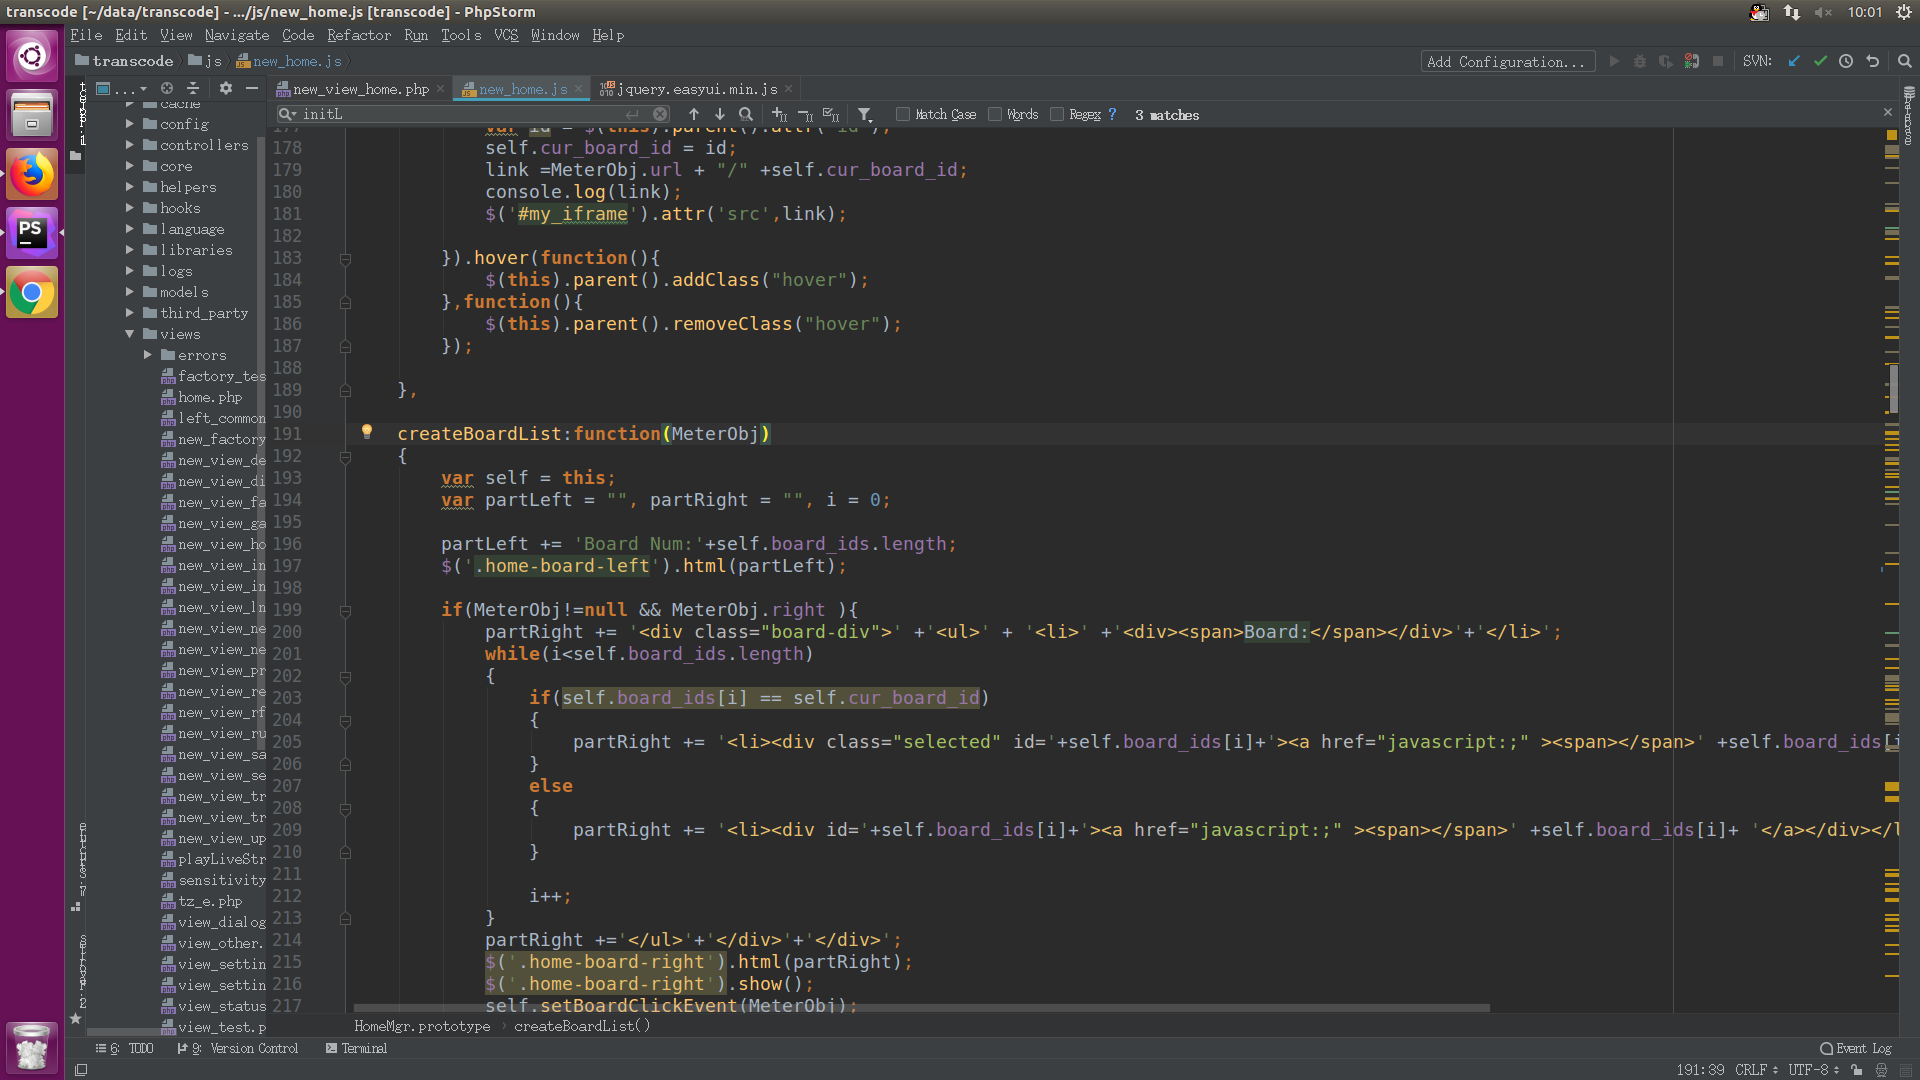 transcode [~/data/transcode] - .../js/new_home.js [transcode] - PhpStorm
10:01
File Edit View Navigate Code Refactor Run Tools VCS Window Help
transcode js new_home.js
Add Configuration...
SVN:
new_view_home.php
new_home.js
jquery.easyui.min.js
initL
Match Case
Words
Regex ?
3 matches
cache
config
controllers
core
helpers
hooks
language
libraries
logs
models
third_party
views
errors
factory_tes
home.php
left_common
new_factory
new_view_de
new_view_di
new_view_fa
new_view_ga
new_view_ho
new_view_in
new_view_in
new_view_ln
new_view_ne
new_view_ne
new_view_pr
new_view_re
new_view_rf
new_view_ru
new_view_sa
new_view_se
new_view_tr
new_view_tr
new_view_up
playLiveStr
sensitivity
tz_e.php
view_dialog
view_other.
view_settin
view_settin
view_status
view_test.p
177 var id = $(this).parent().attr("id");
178 self.cur_board_id = id;
179 link =MeterObj.url + "/" +self.cur_board_id;
180 console.log(link);
181 $('#my_iframe').attr('src',link);
182
183 }).hover(function(){
184 $(this).parent().addClass("hover");
185 },function(){
186 $(this).parent().removeClass("hover");
187 });
188
189 },
190
191 createBoardList:function(MeterObj)
192 {
193 var self = this;
194 var partLeft = "", partRight = "", i = 0;
195
196 partLeft += 'Board Num:'+self.board_ids.length;
197 $('.home-board-left').html(partLeft);
198
199 if(MeterObj!=null && MeterObj.right ){
200 partRight += '<div class="board-div">' +'<ul>' + '<li>' +'<div><span>Board:</span></div>'+'</li>';
201 while(i<self.board_ids.length)
202 {
203 if(self.board_ids[i] == self.cur_board_id)
204 {
205 partRight += '<li><div class="selected" id='+self.board_ids[i]+'><a href="javascript:;" ><span></span>' +self.board_ids[i
206 }
207 else
208 {
209 partRight += '<li><div id='+self.board_ids[i]+'><a href="javascript:;" ><span></span>' +self.board_ids[i]+ '</a></div></l
210 }
211
212 i++;
213 }
214 partRight +='</ul>'+'</div>'+'</div>';
215 $('.home-board-right').html(partRight);
216 $('.home-board-right').show();
217 self.setBoardClickEvent(MeterObj);
HomeMgr.prototype › createBoardList()
6: TODO
9: Version Control
Terminal
Event Log
191:39 CRLF UTF-8